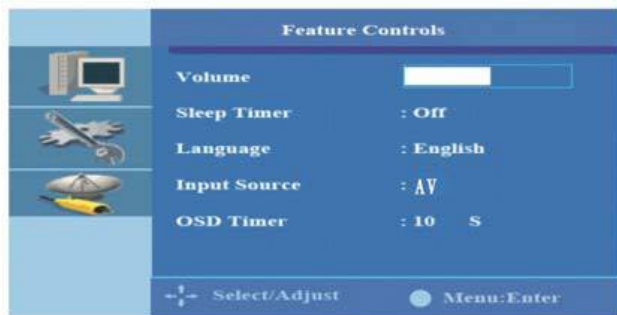 Feature Controls
Volume
Sleep Timer : Off
Language : English
Input Source : AV
OSD Timer : 10 S
Select/Adjust Menu:Enter